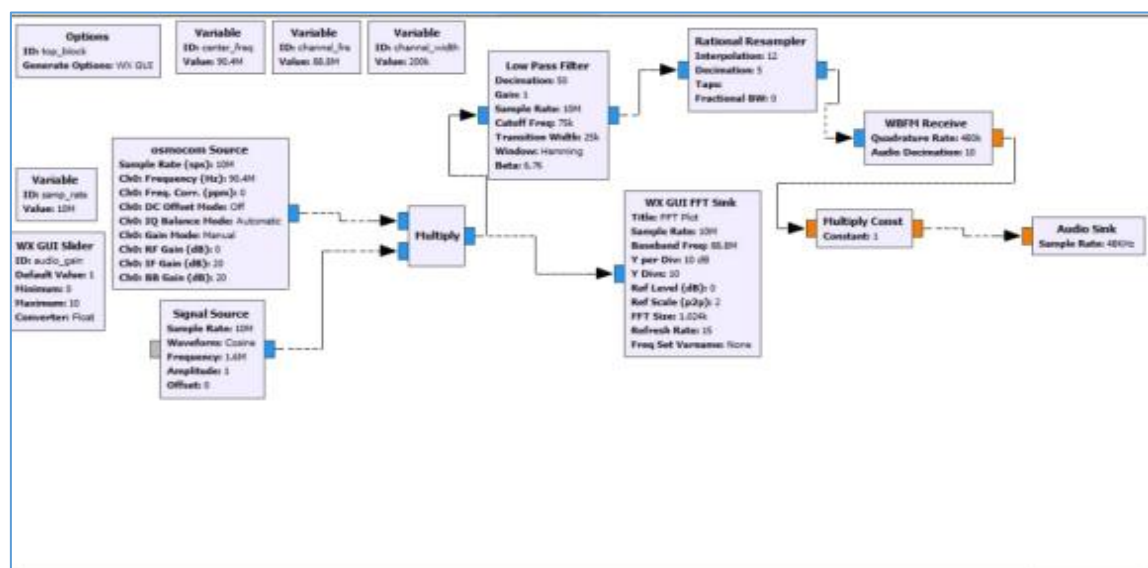 Options
ID: top_block
Generate Options: WX GUI
Variable
ID: center_freq
Value: 90.4M
Variable
ID: channel_fre
Value: 88.8M
Variable
ID: channel_width
Value: 200k
Low Pass Filter
Decimation: 50
Gain: 1
Sample Rate: 10M
Cutoff Freq: 75k
Transition Width: 25k
Window: Hamming
Beta: 6.76
Rational Resampler
Interpolation: 12
Decimation: 5
Taps:
Fractional BW: 0
WBFM Receive
Quadrature Rate: 480k
Audio Decimation: 10
osmocom Source
Sample Rate (sps): 10M
Ch0: Frequency (Hz): 90.4M
Ch0: Freq. Corr. (ppm): 0
Ch0: DC Offset Mode: Off
Ch0: IQ Balance Mode: Automatic
Ch0: Gain Mode: Manual
Ch0: RF Gain (dB): 0
Ch0: IF Gain (dB): 20
Ch0: BB Gain (dB): 20
Variable
ID: samp_rate
Value: 10M
WX GUI Slider
ID: audio_gain
Default Value: 1
Minimum: 0
Maximum: 10
Converter: Float
Multiply
WX GUI FFT Sink
Title: FFT Plot
Sample Rate: 10M
Baseband Freq: 88.8M
Y per Div: 10 dB
Y Divs: 10
Ref Level (dB): 0
Ref Scale (p2p): 2
FFT Size: 1.024k
Refresh Rate: 15
Freq Set Varname: None
Multiply Const
Constant: 1
Audio Sink
Sample Rate: 48KHz
Signal Source
Sample Rate: 10M
Waveform: Cosine
Frequency: 1.6M
Amplitude: 1
Offset: 0